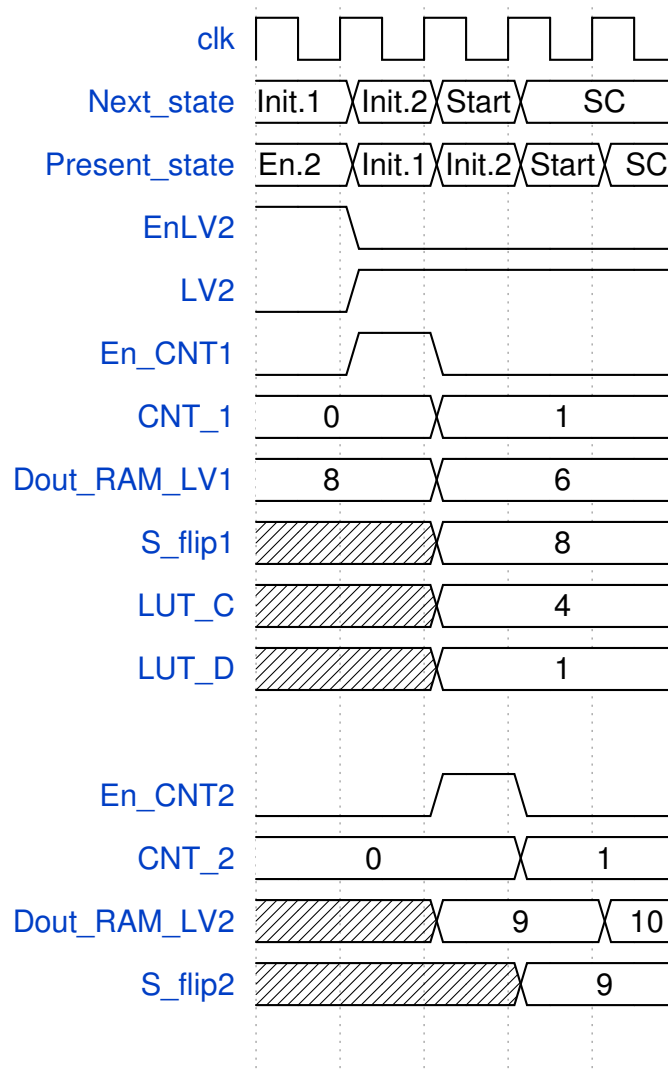 clk
Next_state Init.1 Init.2 Start SC
Present_state En.2 Init.1 Init.2 Start SC
EnLV2
LV2
En_CNT1
CNT_1 0 1
Dout_RAM_LV1 8 6
S_flip1 8
LUT_C 4
LUT_D 1
En_CNT2
CNT_2 0 1
Dout_RAM_LV2 9 10
S_flip2 9